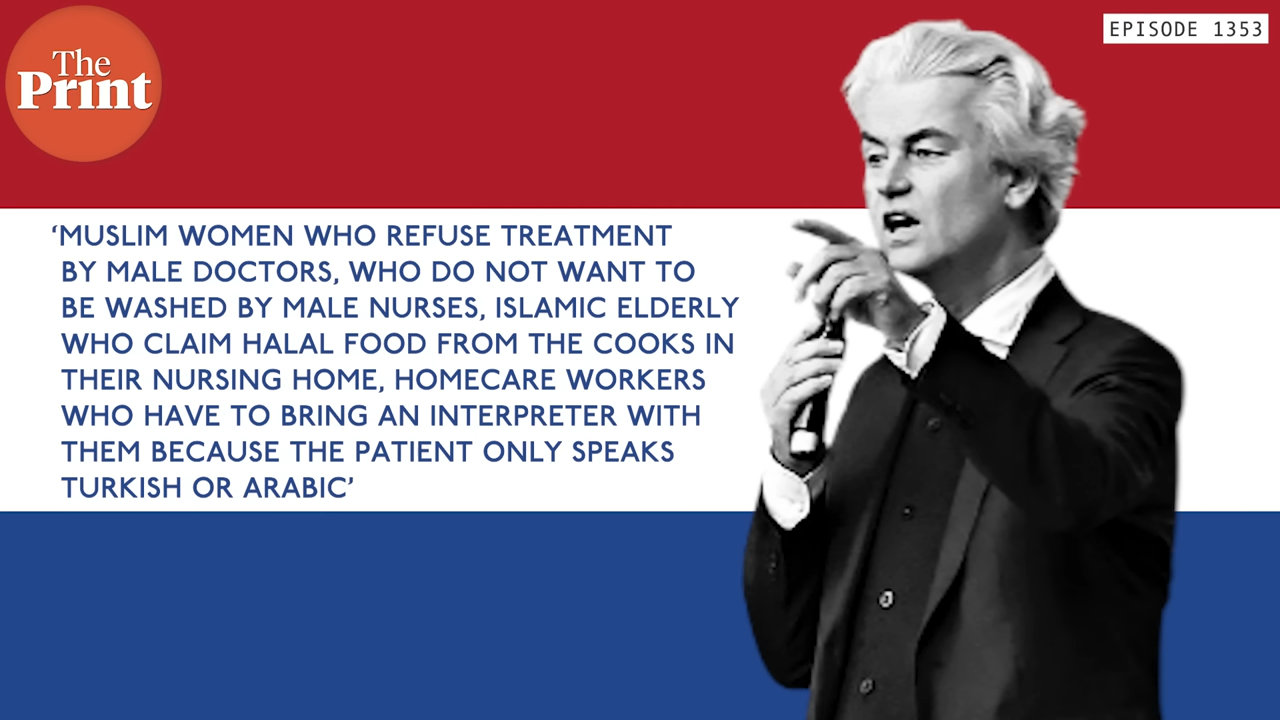 The
Print
EPISODE 1353
‘MUSLIM WOMEN WHO REFUSE TREATMENT
BY MALE DOCTORS, WHO DO NOT WANT TO
BE WASHED BY MALE NURSES, ISLAMIC ELDERLY
WHO CLAIM HALAL FOOD FROM THE COOKS IN
THEIR NURSING HOME, HOMECARE WORKERS
WHO HAVE TO BRING AN INTERPRETER WITH
THEM BECAUSE THE PATIENT ONLY SPEAKS
TURKISH OR ARABIC’